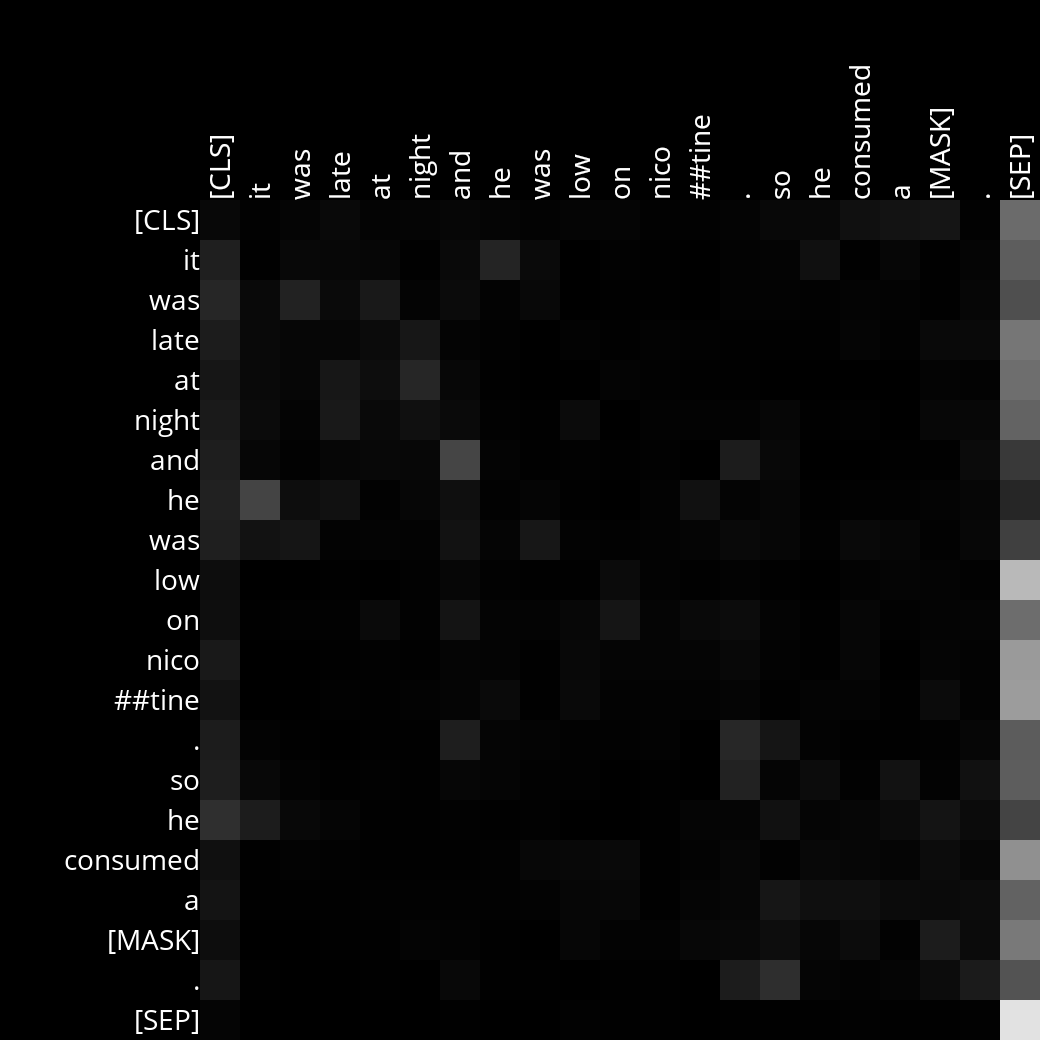 [CLS] it was late at night and he was low on nico ##tine . so he consumed a [MASK] . [SEP]
[CLS]
it
was
late
at
night
and
he
was
low
on
nico
##tine
.
so
he
consumed
a
[MASK]
.
[SEP]